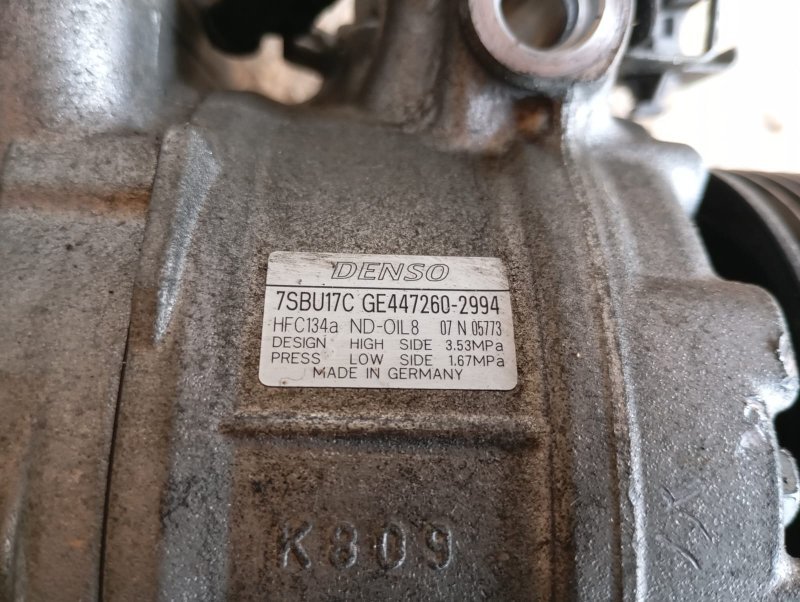 DENSO
7SBU17C GE447260-2994
HFC134a ND-OIL8 07 N 05773
DESIGN HIGH SIDE 3.53MPa
PRESS LOW SIDE 1.67MPa
MADE IN GERMANY
K809